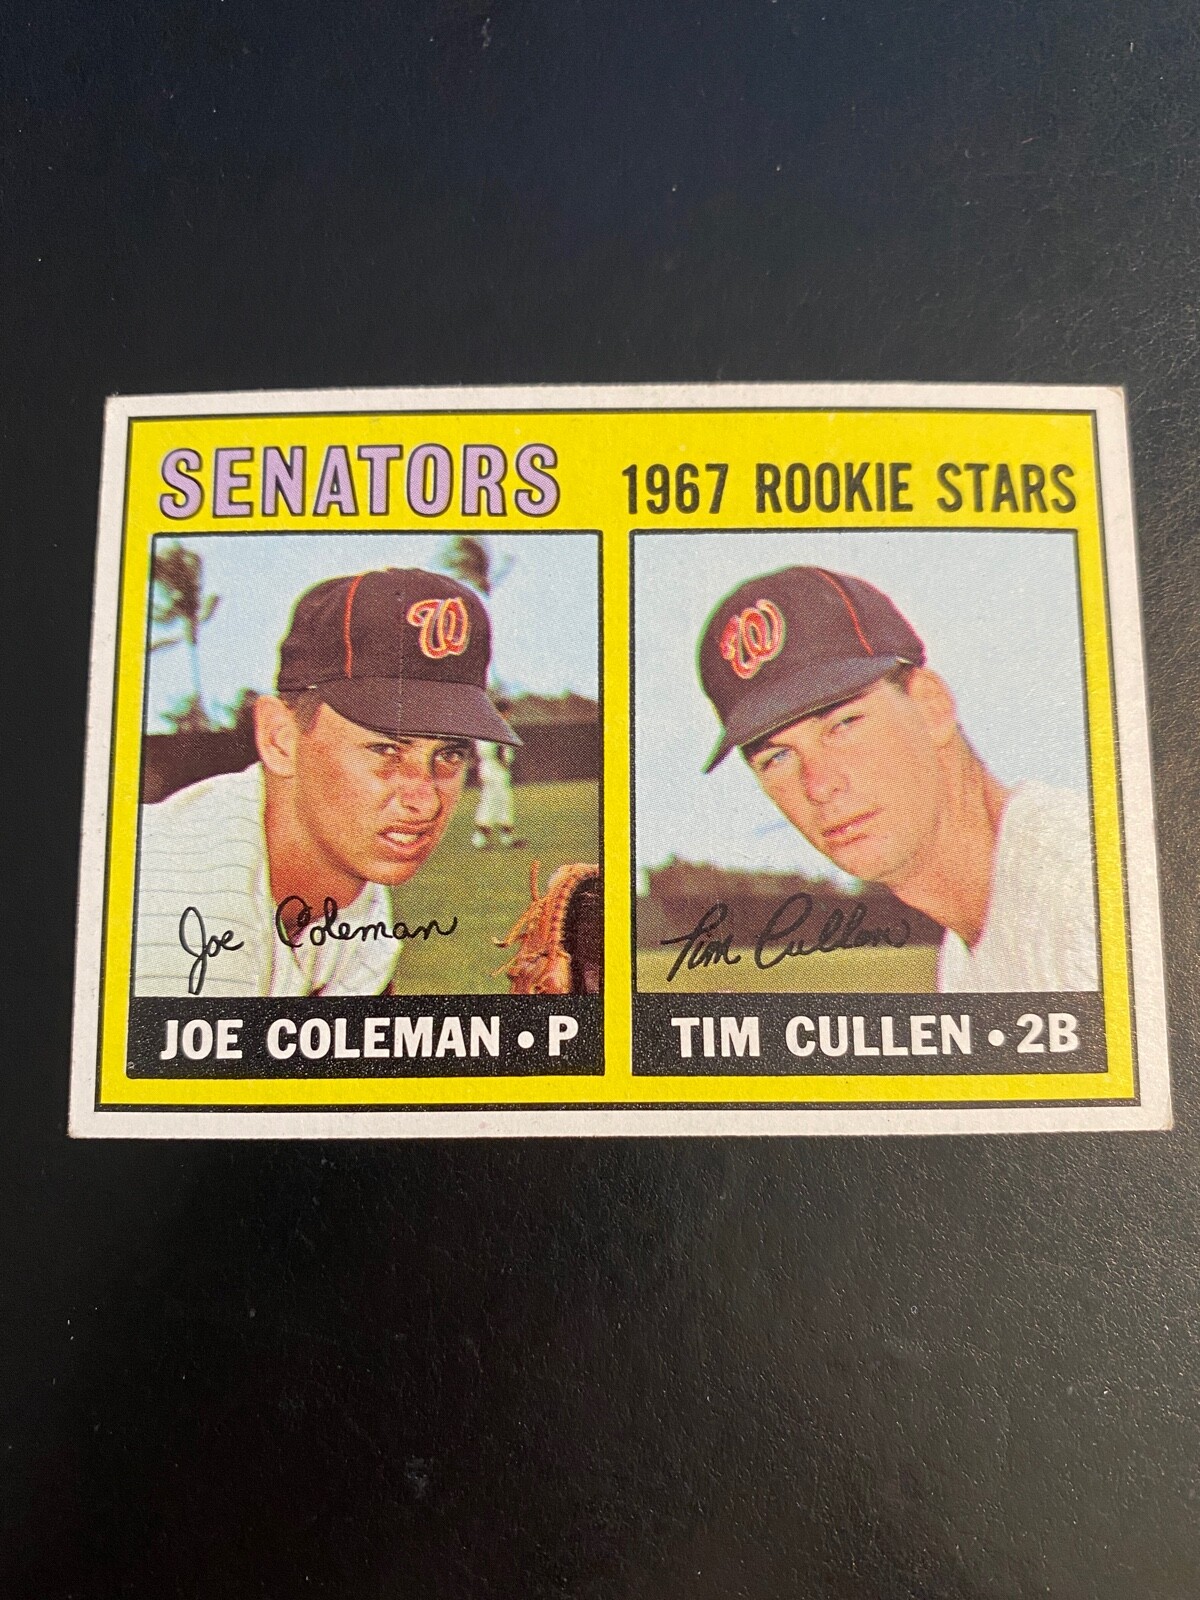 SENATORS
1967 ROOKIE STARS
W
W
Joe Coleman
Tim Cullen
JOE COLEMAN • P
TIM CULLEN • 2B